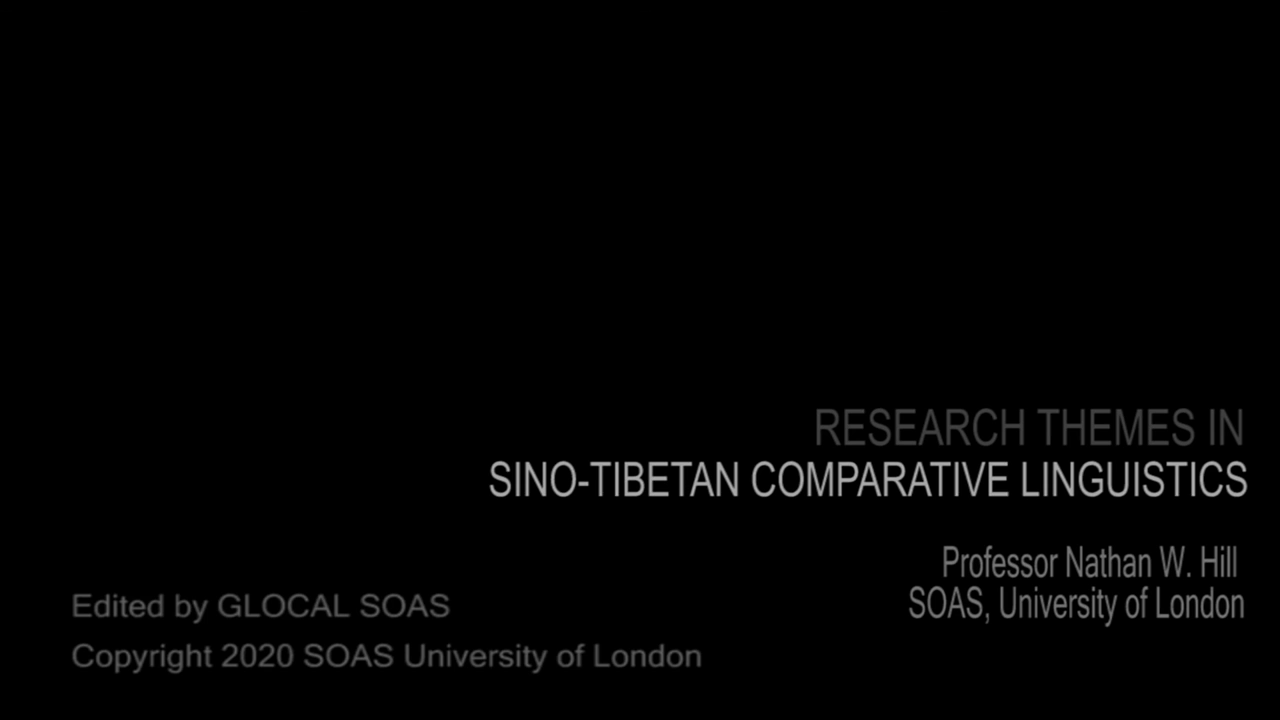 RESEARCH THEMES IN
SINO-TIBETAN COMPARATIVE LINGUISTICS
Professor Nathan W. Hill
SOAS, University of London
Edited by GLOCAL SOAS
Copyright 2020 SOAS University of London